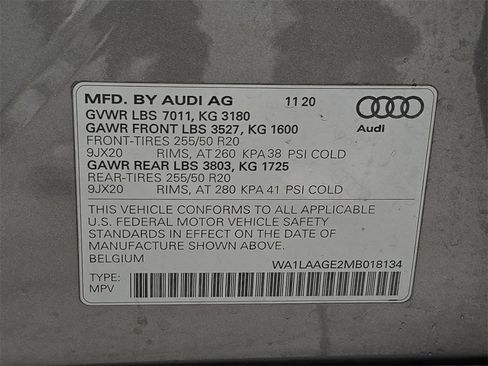 MFD. BY AUDI AG 11 20
GVWR LBS 7011, KG 3180
GAWR FRONT LBS 3527, KG 1600
FRONT-TIRES 255/50 R20
9JX20 RIMS, AT 260 KPA 38 PSI COLD
GAWR REAR LBS 3803, KG 1725
REAR-TIRES 255/50 R20
9JX20 RIMS, AT 280 KPA 41 PSI COLD
Audi
THIS VEHICLE CONFORMS TO ALL APPLICABLE
U.S. FEDERAL MOTOR VEHICLE SAFETY
STANDARDS IN EFFECT ON THE DATE OF
MANUFACTURE SHOWN ABOVE.
BELGIUM WA1LAAGE2MB018134
TYPE:
MPV